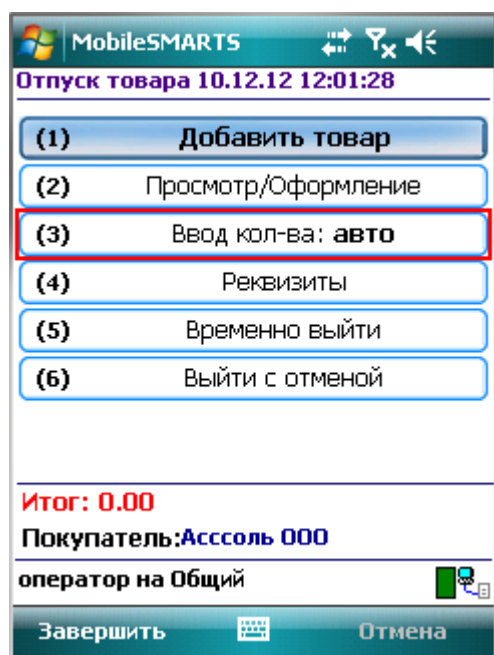 MobileSMARTS
Отпуск товара 10.12.12 12:01:28
(1) Добавить товар
(2) Просмотр/Оформление
(3) Ввод кол-ва: авто
(4) Реквизиты
(5) Временно выйти
(6) Выйти с отменой
Итог: 0.00
Покупатель:Асссоль ООО
оператор на Общий
Завершить Отмена